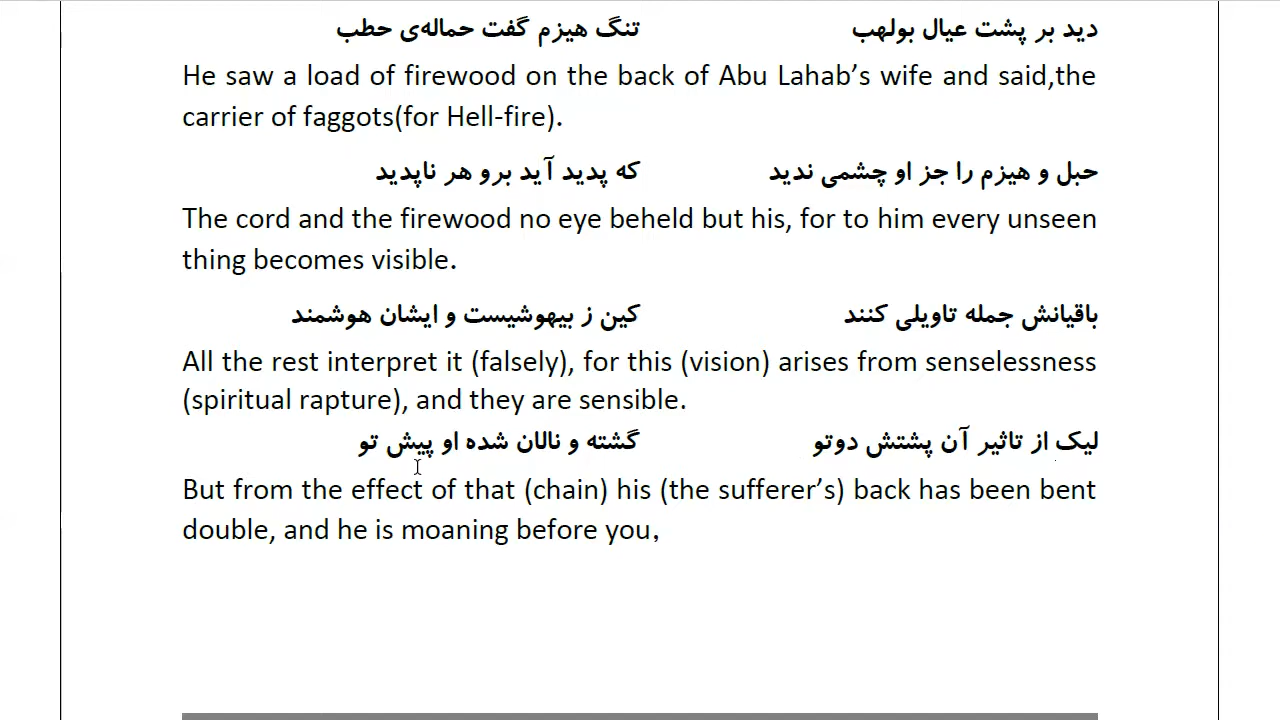 دید بر پشت عیال بولهب تنگ هیزم گفت حماله‌ی حطب
He saw a load of firewood on the back of Abu Lahab’s wife and said,the
carrier of faggots(for Hell-fire).
حبل و هیزم را جز او چشمی ندید که پدید آید برو هر ناپدید
The cord and the firewood no eye beheld but his, for to him every unseen
thing becomes visible.
باقیانش جمله تاویلی کنند کین ز بیهوشیست و ایشان هوشمند
All the rest interpret it (falsely), for this (vision) arises from senselessness
(spiritual rapture), and they are sensible.
لیک از تاثیر آن پشتش دوتو گشته و نالان شده او پیش تو
But from the effect of that (chain) his (the sufferer’s) back has been bent
double, and he is moaning before you,